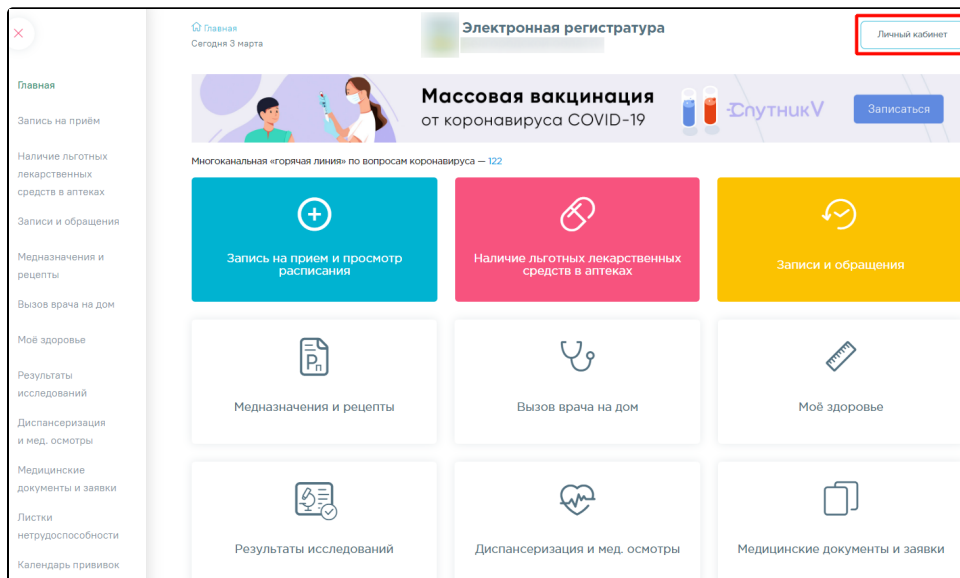 Главная
Запись на приём
Наличие льготных
лекарственных
средств в аптеках
Записи и обращения
Медназначения и
рецепты
Вызов врача на дом
Моё здоровье
Результаты
исследований
Диспансеризация
и мед. осмотры
Медицинские
документы и заявки
Листки
нетрудоспособности
Календарь прививок
Главная
Сегодня 3 марта
Электронная регистратура
Личный кабинет
Массовая вакцинация
от коронавируса COVID-19
СпутникV
Записаться
Многоканальная «горячая линия» по вопросам коронавируса — 122
Запись на прием и просмотр
расписания
Наличие льготных лекарственных
средств в аптеках
Записи и обращения
Rп
Медназначения и рецепты
Вызов врача на дом
Моё здоровье
Результаты исследований
Диспансеризация и мед. осмотры
Медицинские документы и заявки